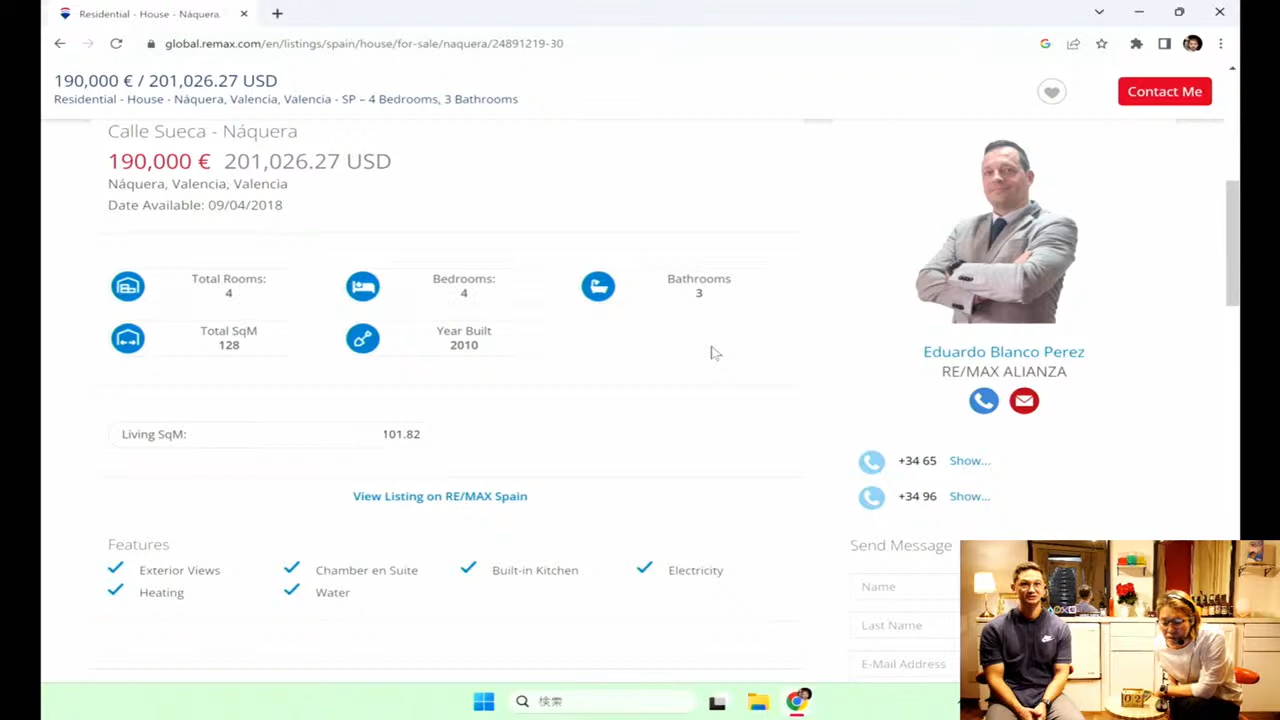 Residential - House - Náquera,
global.remax.com/en/listings/spain/house/for-sale/naquera/24891219-30
190,000 € / 201,026.27 USD
Residential - House - Náquera, Valencia, Valencia - SP – 4 Bedrooms, 3 Bathrooms
Contact Me
Calle Sueca - Náquera
190,000 € 201,026.27 USD
Náquera, Valencia, Valencia
Date Available: 09/04/2018
Total Rooms:
4
Bedrooms:
4
Bathrooms
3
Total SqM
128
Year Built
2010
Living SqM:
101.82
View Listing on RE/MAX Spain
Eduardo Blanco Perez
RE/MAX ALIANZA
+34 65 Show...
+34 96 Show...
Features
Exterior Views
Chamber en Suite
Built-in Kitchen
Electricity
Heating
Water
Send Message
Name
Last Name
E-Mail Address
検索